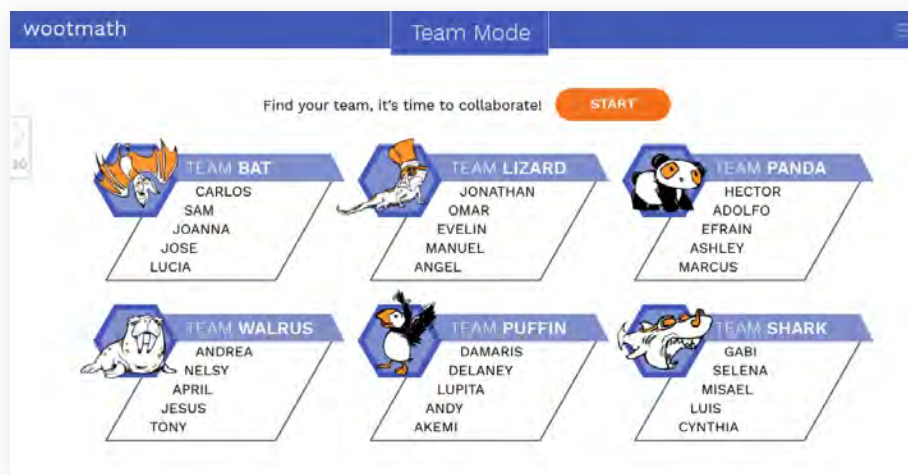 wootmath
Team Mode
Find your team, it's time to collaborate!
START
TEAM BAT
CARLOS
SAM
JOANNA
JOSE
LUCIA
TEAM LIZARD
JONATHAN
OMAR
EVELIN
MANUEL
ANGEL
TEAM PANDA
HECTOR
ADOLFO
EFRAIN
ASHLEY
MARCUS
TEAM WALRUS
ANDREA
NELSY
APRIL
JESUS
TONY
TEAM PUFFIN
DAMARIS
DELANEY
LUPITA
ANDY
AKEMI
TEAM SHARK
GABI
SELENA
MISAEL
LUIS
CYNTHIA